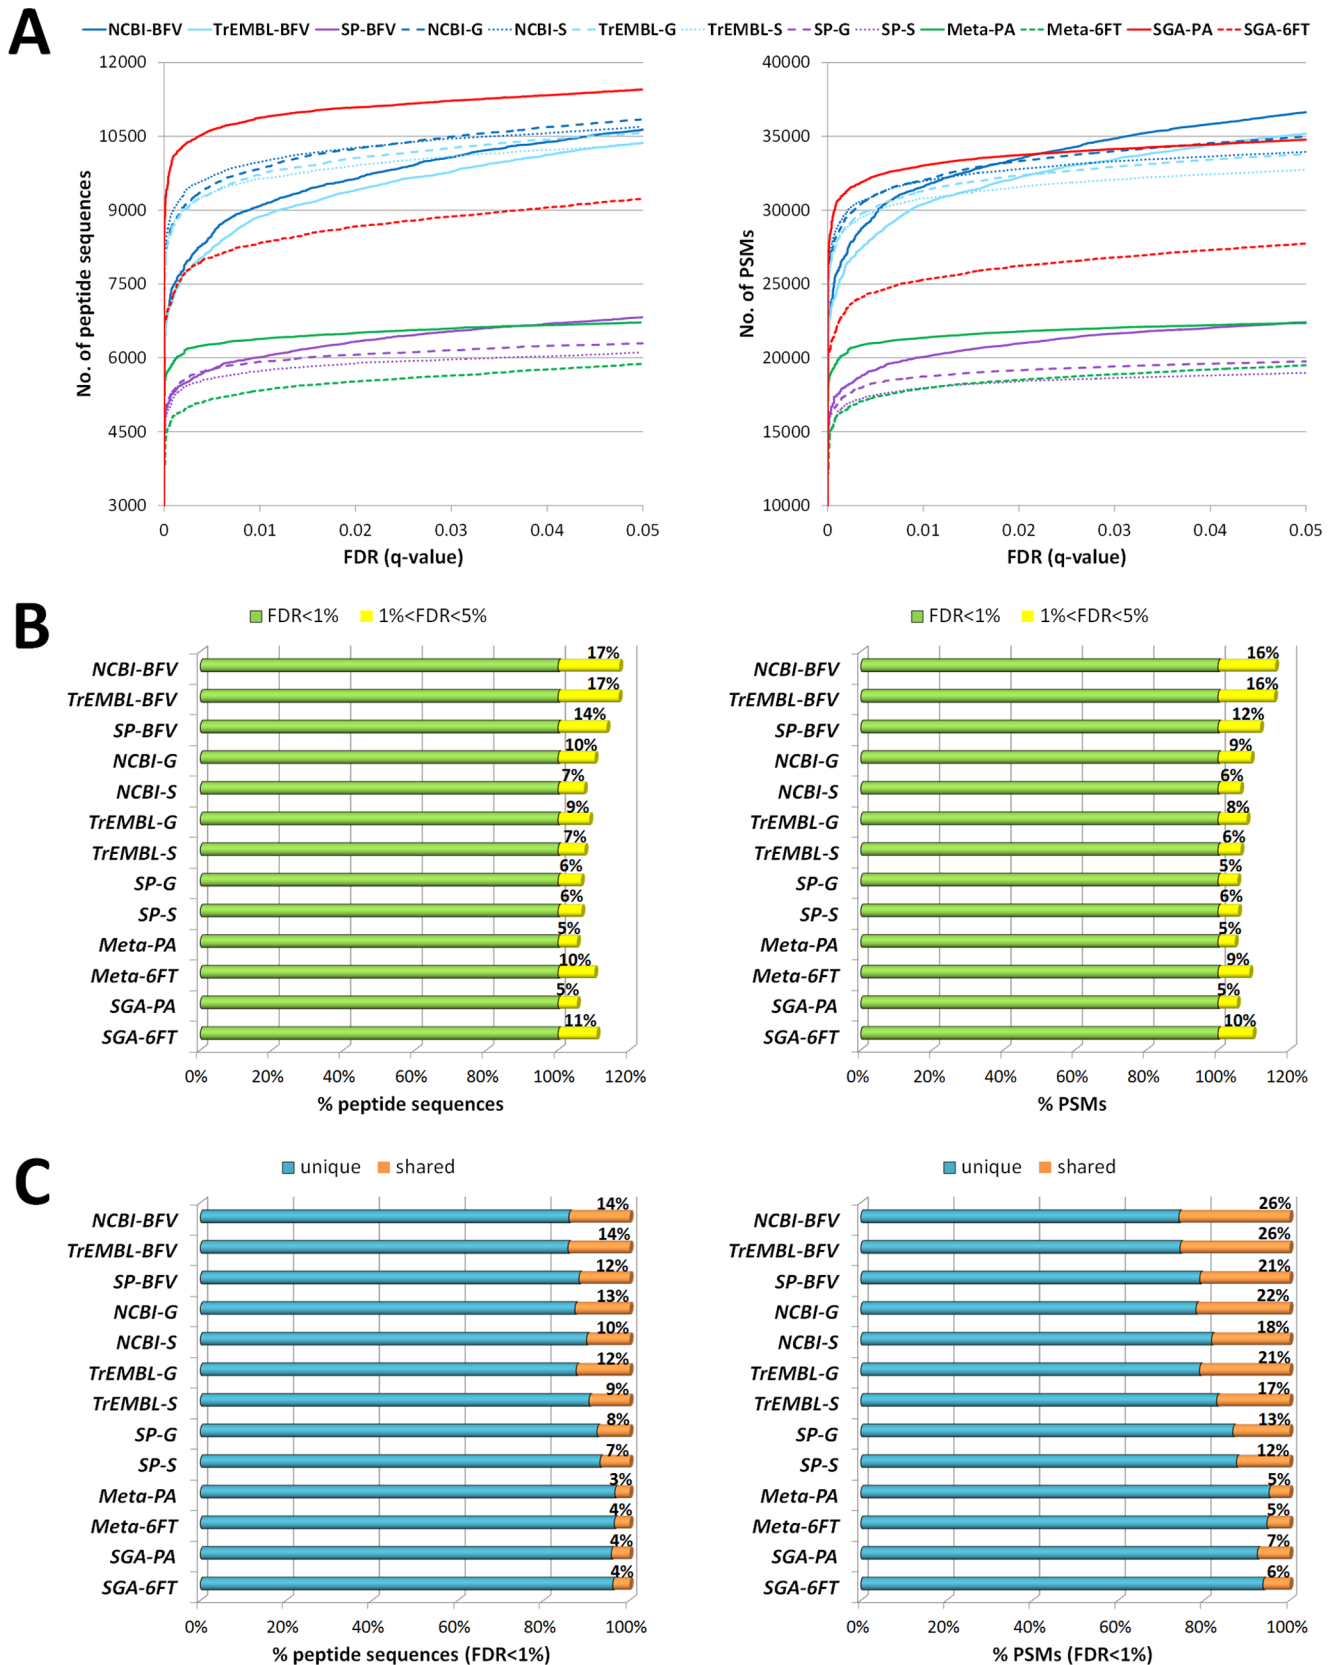 A
NCBI-BFV TrEMBL-BFV SP-BFV NCBI-G NCBI-S TrEMBL-G TrEMBL-S SP-G SP-S Meta-PA Meta-6FT SGA-PA SGA-6FT
No. of peptide sequences
12000
10500
9000
7500
6000
4500
3000
0 0.01 0.02 0.03 0.04 0.05
FDR (q-value)
No. of PSMs
40000
35000
30000
25000
20000
15000
10000
0 0.01 0.02 0.03 0.04 0.05
FDR (q-value)
B
FDR<1% 1%<FDR<5%
NCBI-BFV 17%
TrEMBL-BFV 17%
SP-BFV 14%
NCBI-G 10%
NCBI-S 7%
TrEMBL-G 9%
TrEMBL-S 7%
SP-G 6%
SP-S 6%
Meta-PA 5%
Meta-6FT 10%
SGA-PA 5%
SGA-6FT 11%
0% 20% 40% 60% 80% 100% 120%
% peptide sequences
FDR<1% 1%<FDR<5%
NCBI-BFV 16%
TrEMBL-BFV 16%
SP-BFV 12%
NCBI-G 9%
NCBI-S 6%
TrEMBL-G 8%
TrEMBL-S 6%
SP-G 5%
SP-S 6%
Meta-PA 5%
Meta-6FT 9%
SGA-PA 5%
SGA-6FT 10%
0% 20% 40% 60% 80% 100% 120%
% PSMs
C
unique shared
NCBI-BFV 14%
TrEMBL-BFV 14%
SP-BFV 12%
NCBI-G 13%
NCBI-S 10%
TrEMBL-G 12%
TrEMBL-S 9%
SP-G 8%
SP-S 7%
Meta-PA 3%
Meta-6FT 4%
SGA-PA 4%
SGA-6FT 4%
0% 20% 40% 60% 80% 100%
% peptide sequences (FDR<1%)
unique shared
NCBI-BFV 26%
TrEMBL-BFV 26%
SP-BFV 21%
NCBI-G 22%
NCBI-S 18%
TrEMBL-G 21%
TrEMBL-S 17%
SP-G 13%
SP-S 12%
Meta-PA 5%
Meta-6FT 5%
SGA-PA 7%
SGA-6FT 6%
0% 20% 40% 60% 80% 100%
% PSMs (FDR<1%)